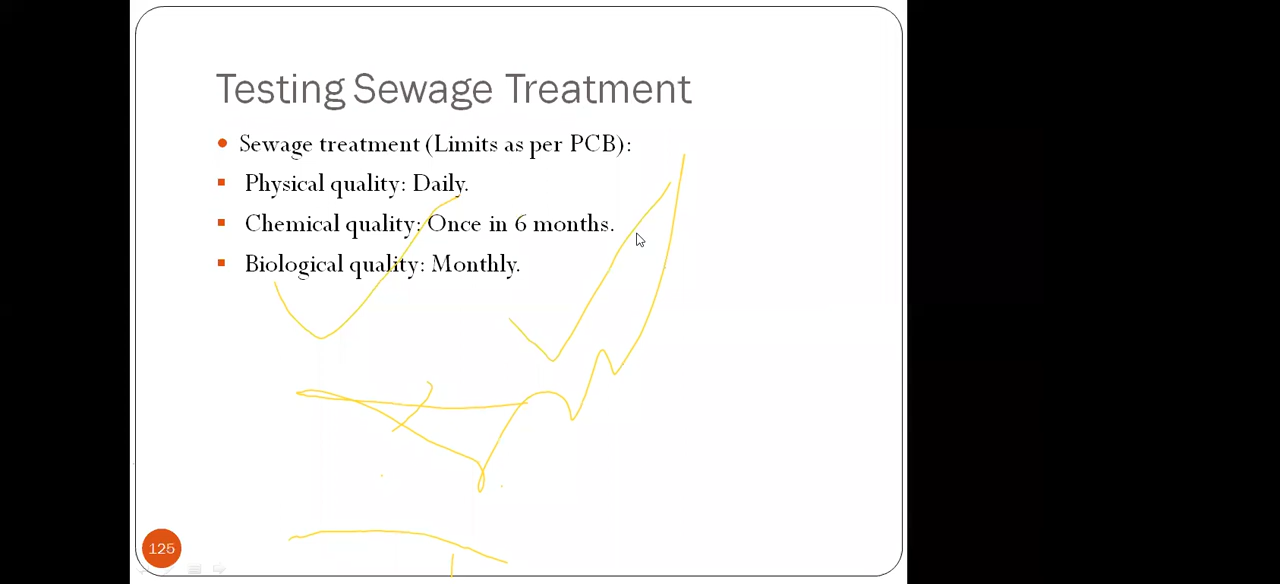 Testing Sewage Treatment
Sewage treatment (Limits as per PCB):
Physical quality: Daily.
Chemical quality: Once in 6 months.
Biological quality: Monthly.
125